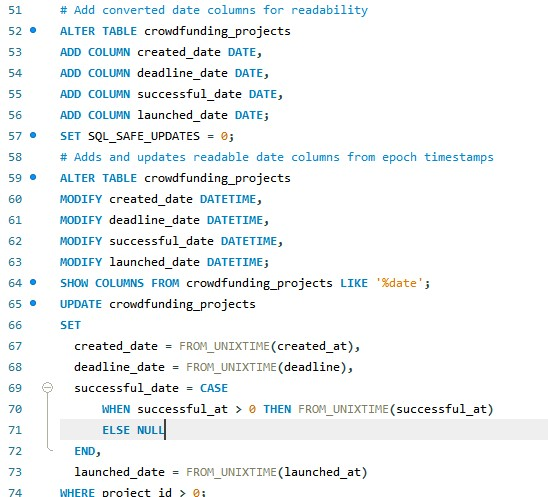 51 # Add converted date columns for readability
52 ALTER TABLE crowdfunding_projects
53 ADD COLUMN created_date DATE,
54 ADD COLUMN deadline_date DATE,
55 ADD COLUMN successful_date DATE,
56 ADD COLUMN launched_date DATE;
57 SET SQL_SAFE_UPDATES = 0;
58 # Adds and updates readable date columns from epoch timestamps
59 ALTER TABLE crowdfunding_projects
60 MODIFY created_date DATETIME,
61 MODIFY deadline_date DATETIME,
62 MODIFY successful_date DATETIME,
63 MODIFY launched_date DATETIME;
64 SHOW COLUMNS FROM crowdfunding_projects LIKE '%date';
65 UPDATE crowdfunding_projects
66 SET
67 created_date = FROM_UNIXTIME(created_at),
68 deadline_date = FROM_UNIXTIME(deadline),
69 successful_date = CASE
70 WHEN successful_at > 0 THEN FROM_UNIXTIME(successful_at)
71 ELSE NULL
72 END,
73 launched_date = FROM_UNIXTIME(launched_at)
74 WHERE project_id > 0;